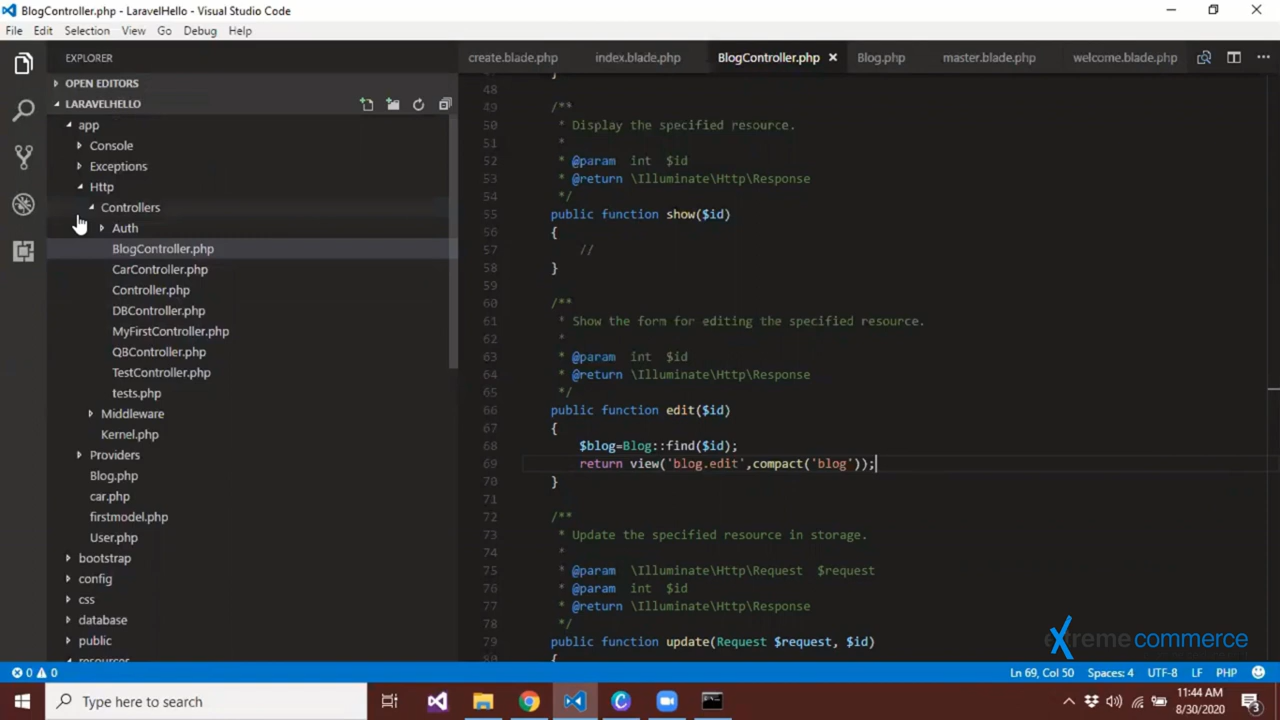 BlogController.php - LaravelHello - Visual Studio Code
File Edit Selection View Go Debug Help
EXPLORER
OPEN EDITORS
LARAVELHELLO
app
Console
Exceptions
Http
Controllers
Auth
BlogController.php
CarController.php
Controller.php
DBController.php
MyFirstController.php
QBController.php
TestController.php
tests.php
Middleware
Kernel.php
Providers
Blog.php
car.php
firstmodel.php
User.php
bootstrap
config
css
database
public
resources
create.blade.php index.blade.php BlogController.php Blog.php master.blade.php welcome.blade.php
47 }
48
49 /**
50 * Display the specified resource.
51 *
52 * @param int $id
53 * @return \Illuminate\Http\Response
54 */
55 public function show($id)
56 {
57 //
58 }
59
60 /**
61 * Show the form for editing the specified resource.
62 *
63 * @param int $id
64 * @return \Illuminate\Http\Response
65 */
66 public function edit($id)
67 {
68 $blog=Blog::find($id);
69 return view('blog.edit',compact('blog'));
70 }
71
72 /**
73 * Update the specified resource in storage.
74 *
75 * @param \Illuminate\Http\Request $request
76 * @param int $id
77 * @return \Illuminate\Http\Response
78 */
79 public function update(Request $request, $id)
80 {
extreme commerce
0 0 Ln 69, Col 50 Spaces: 4 UTF-8 LF PHP
Type here to search
11:44 AM
8/30/2020
3